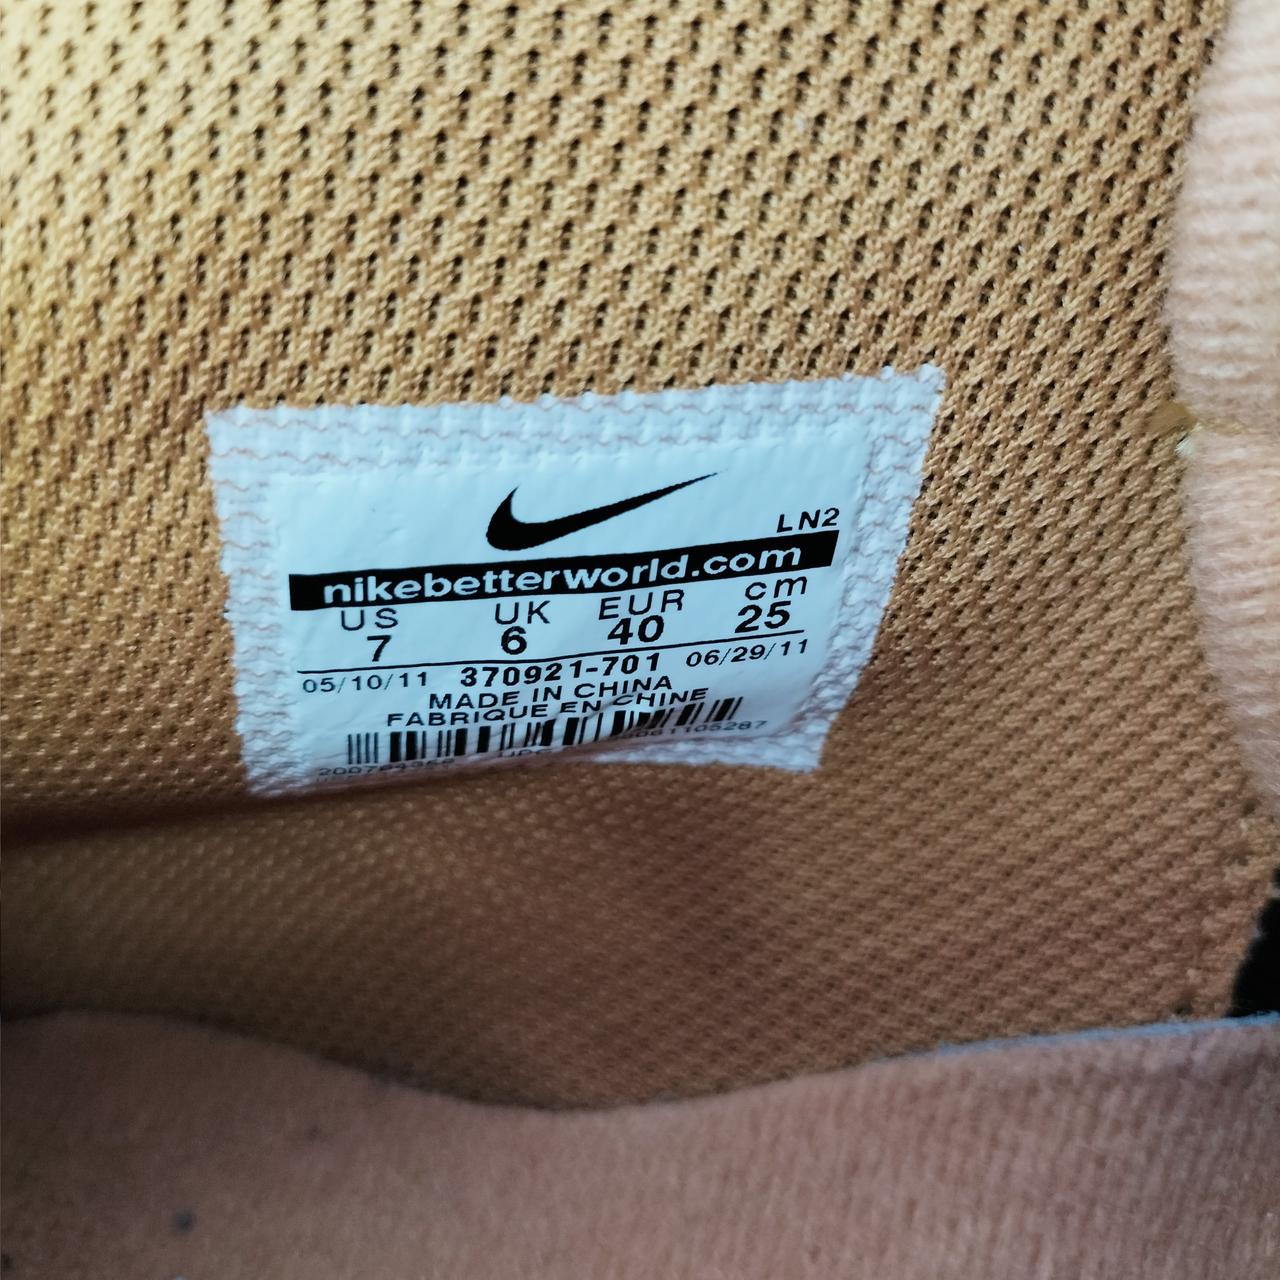 LN2
nikebetterworld.com
US UK EUR cm
7 6 40 25
05/10/11 370921-701 06/29/11
MADE IN CHINA
FABRIQUE EN CHINE